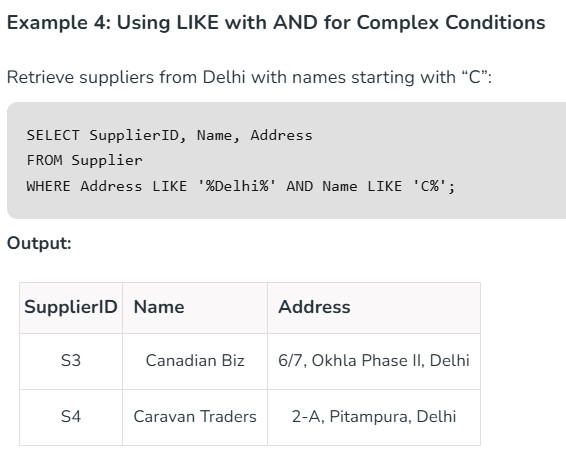 Example 4: Using LIKE with AND for Complex Conditions
Retrieve suppliers from Delhi with names starting with “C”:
SELECT SupplierID, Name, Address
FROM Supplier
WHERE Address LIKE '%Delhi%' AND Name LIKE 'C%';
Output:
SupplierID Name Address
S3 Canadian Biz 6/7, Okhla Phase II, Delhi
S4 Caravan Traders 2-A, Pitampura, Delhi